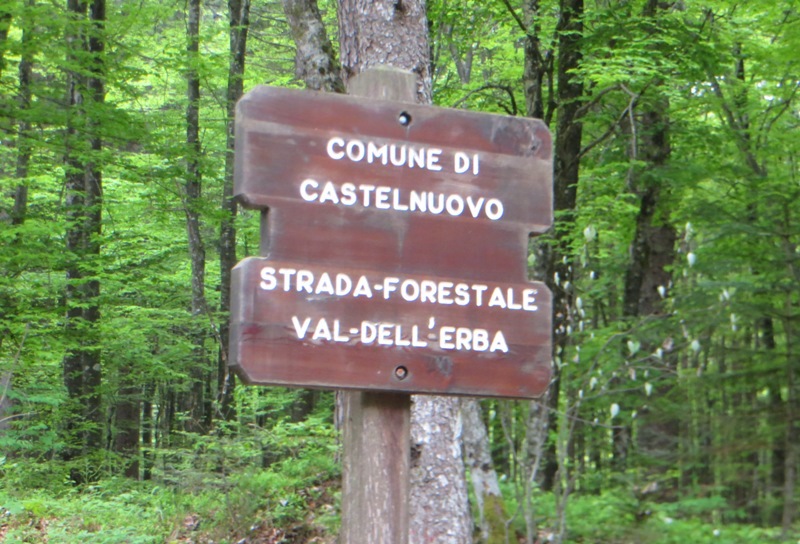 COMUNE DI
CASTELNUOVO
STRADA-FORESTALE
VAL-DELL'ERBA